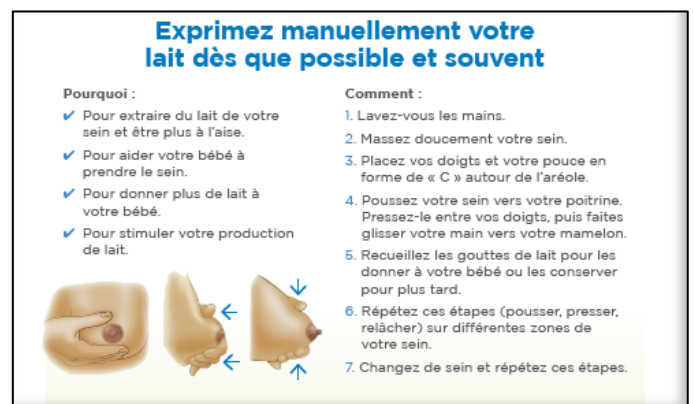 Exprimez manuellement votre
lait dès que possible et souvent
Pourquoi :
✔ Pour extraire du lait de votre
sein et être plus à l'aise.
✔ Pour aider votre bébé à
prendre le sein.
✔ Pour donner plus de lait à
votre bébé.
✔ Pour stimuler votre production
de lait.
Comment :
1. Lavez-vous les mains.
2. Massez doucement votre sein.
3. Placez vos doigts et votre pouce en
forme de « C » autour de l'aréole.
4. Poussez votre sein vers votre poitrine.
Pressez-le entre vos doigts, puis faites
glisser votre main vers votre mamelon.
5. Recueillez les gouttes de lait pour les
donner à votre bébé ou les conserver
pour plus tard.
6. Répétez ces étapes (pousser, presser,
relâcher) sur différentes zones de
votre sein.
7. Changez de sein et répétez ces étapes.